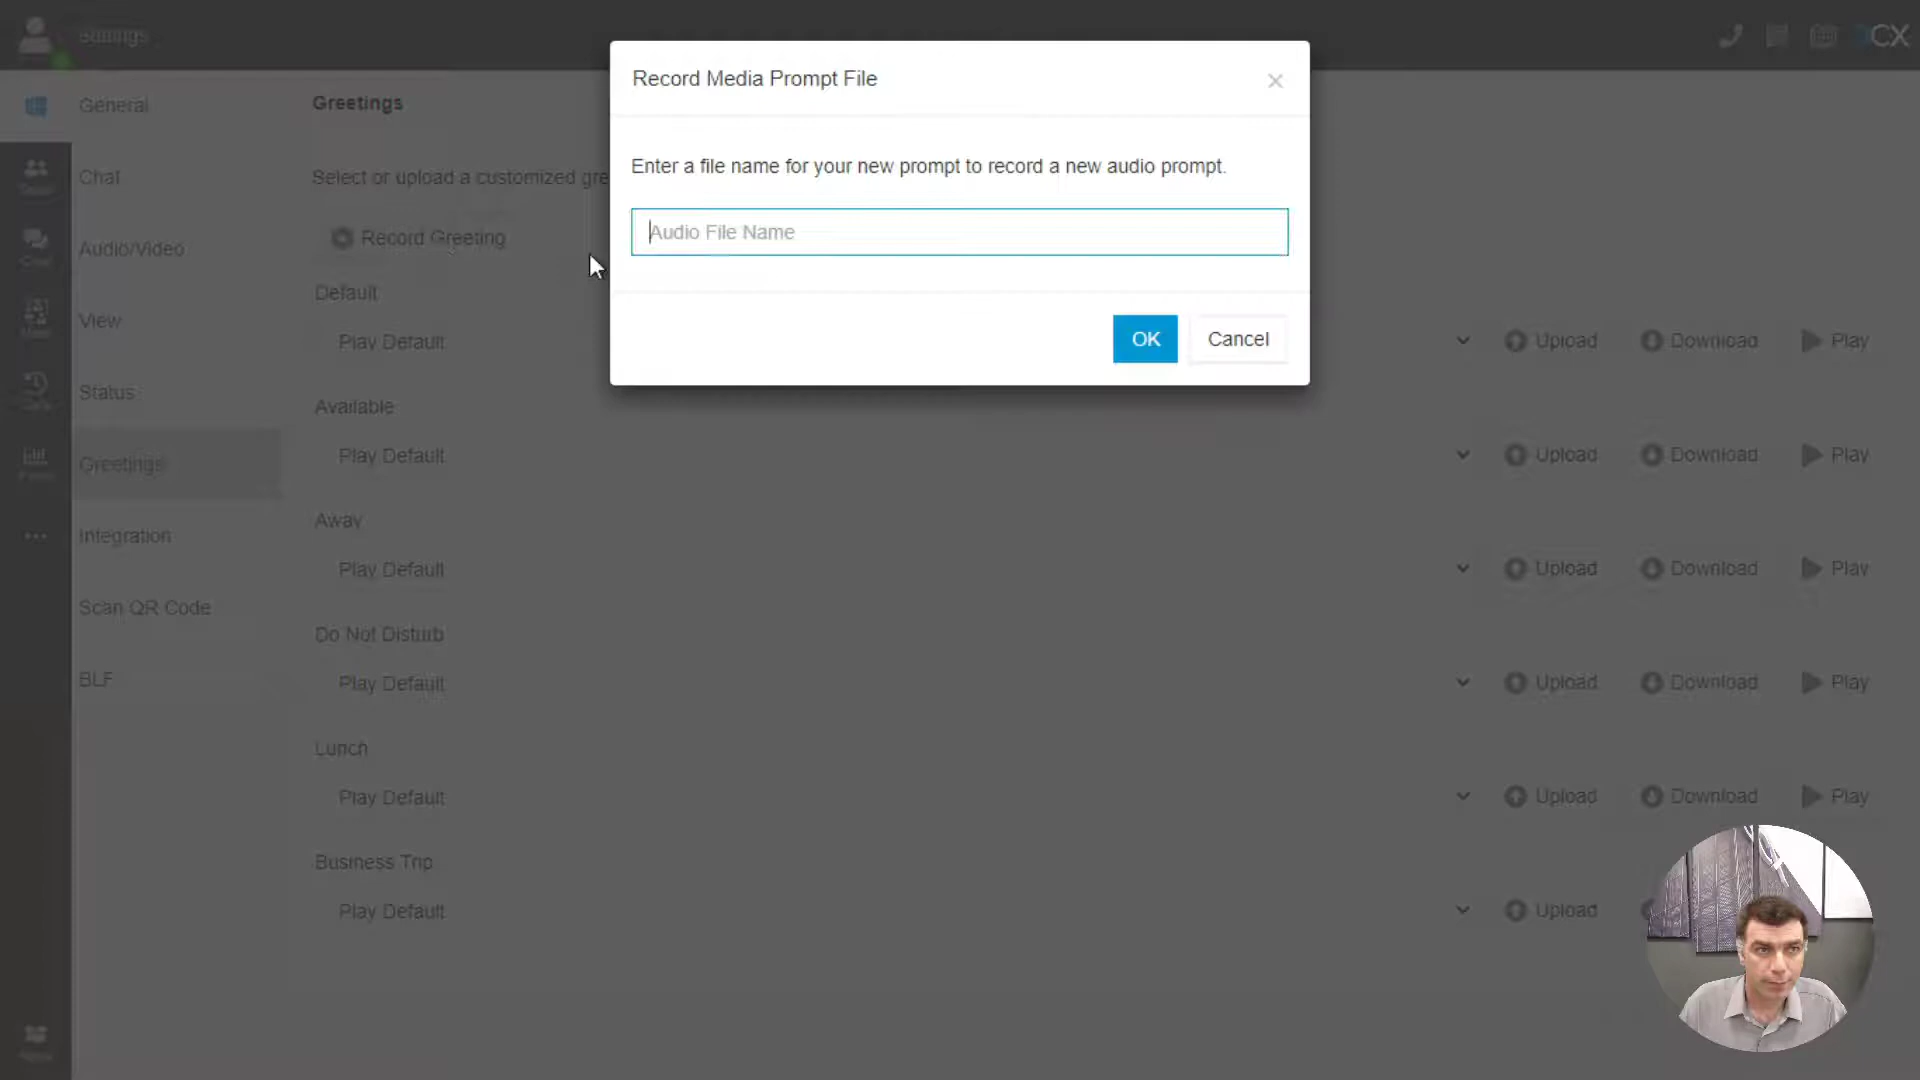 Settings
3CX
Record Media Prompt File
Enter a file name for your new prompt to record a new audio prompt.
Audio File Name
OK Cancel
General
Chat
Audio/Video
View
Status
Greetings
Integration
Scan QR Code
BLF
Greetings
Select or upload a customized gre
Record Greeting
Default
Play Default Upload Download Play
Available
Play Default Upload Download Play
Away
Play Default Upload Download Play
Do Not Disturb
Play Default Upload Download Play
Lunch
Play Default Upload Download Play
Business Trip
Play Default Upload